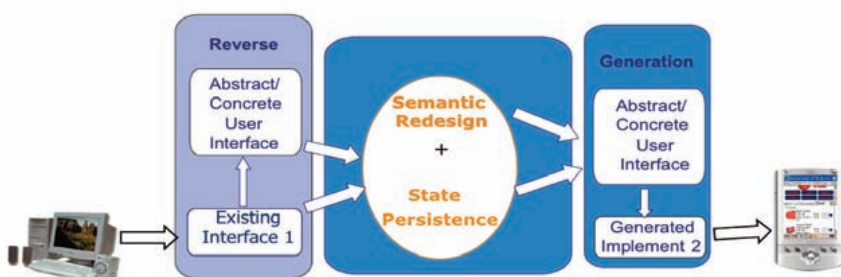 Reverse
Abstract/
Concrete
User
Interface
Existing
Interface 1
Semantic
Redesign
+
State
Persistence
Generation
Abstract/
Concrete
User
Interface
Generated
Implement 2